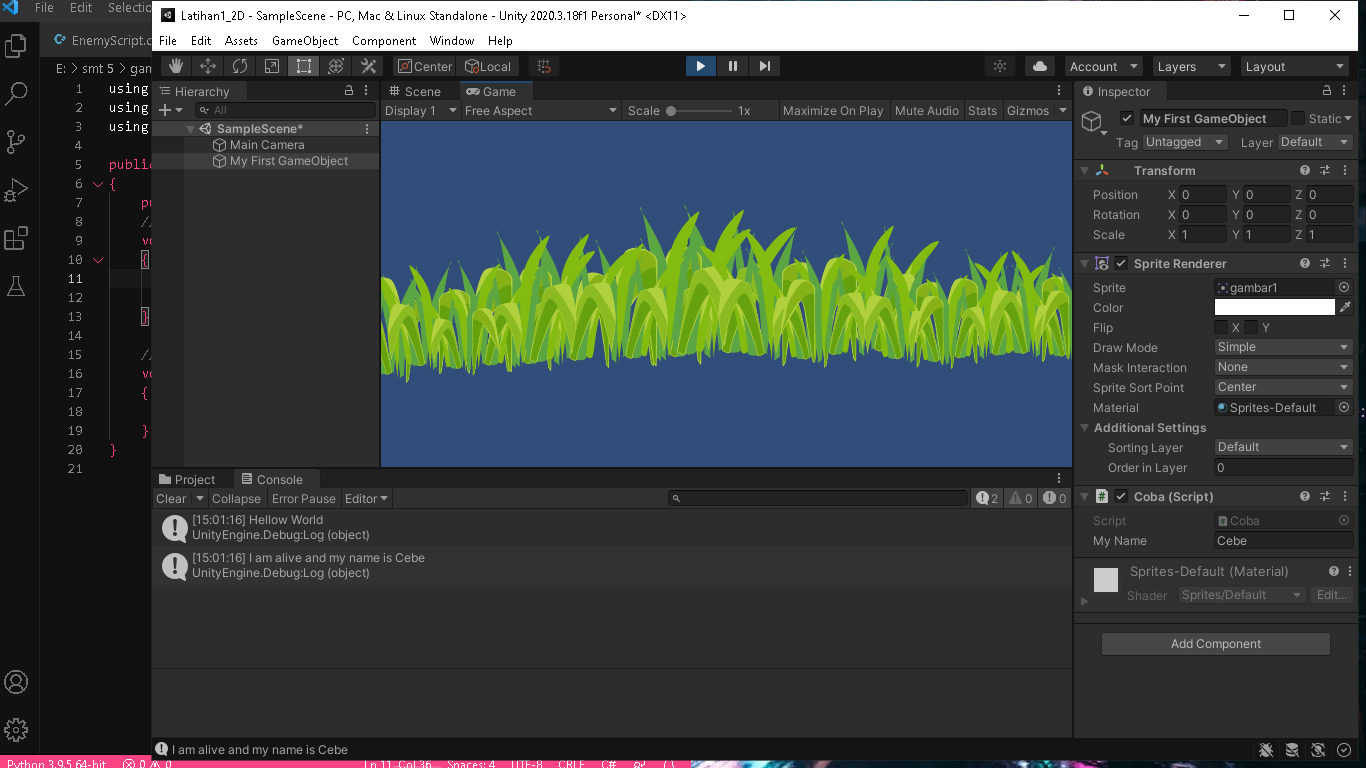 File Edit Selectio
EnemyScript.c
E: > smt 5 > gam
1 using
2 using
3 using
4
5 public
6 {
7
8 //
9
10 {
11
12
13 }
14
15 //
16
17 {
18
19 }
20 }
21
Latihan1_2D - SampleScene - PC, Mac & Linux Standalone - Unity 2020.3.18f1 Personal* <DX11>
File Edit Assets GameObject Component Window Help
Center Local Account Layers Layout
Hierarchy
All
SampleScene*
Main Camera
My First GameObject
Scene Game
Display 1 Free Aspect Scale 1x Maximize On Play Mute Audio Stats Gizmos
Inspector
My First GameObject Static
Tag Untagged Layer Default
Transform
Position X 0 Y 0 Z 0
Rotation X 0 Y 0 Z 0
Scale X 1 Y 1 Z 1
Sprite Renderer
Sprite gambar1
Color
Flip X Y
Draw Mode Simple
Mask Interaction None
Sprite Sort Point Center
Material Sprites-Default
Additional Settings
Sorting Layer Default
Order in Layer 0
# Coba (Script)
Script Coba
My Name Cebe
Sprites-Default (Material)
Shader Sprites/Default Edit...
Add Component
Project Console
Clear Collapse Error Pause Editor 2 0 0
[15:01:16] Hellow World
UnityEngine.Debug:Log (object)
[15:01:16] I am alive and my name is Cebe
UnityEngine.Debug:Log (object)
I am alive and my name is Cebe
Python 3.9.5 64-bit 0 0 Ln 11, Col 36 Spaces: 4 UTF-8 CRLF C#